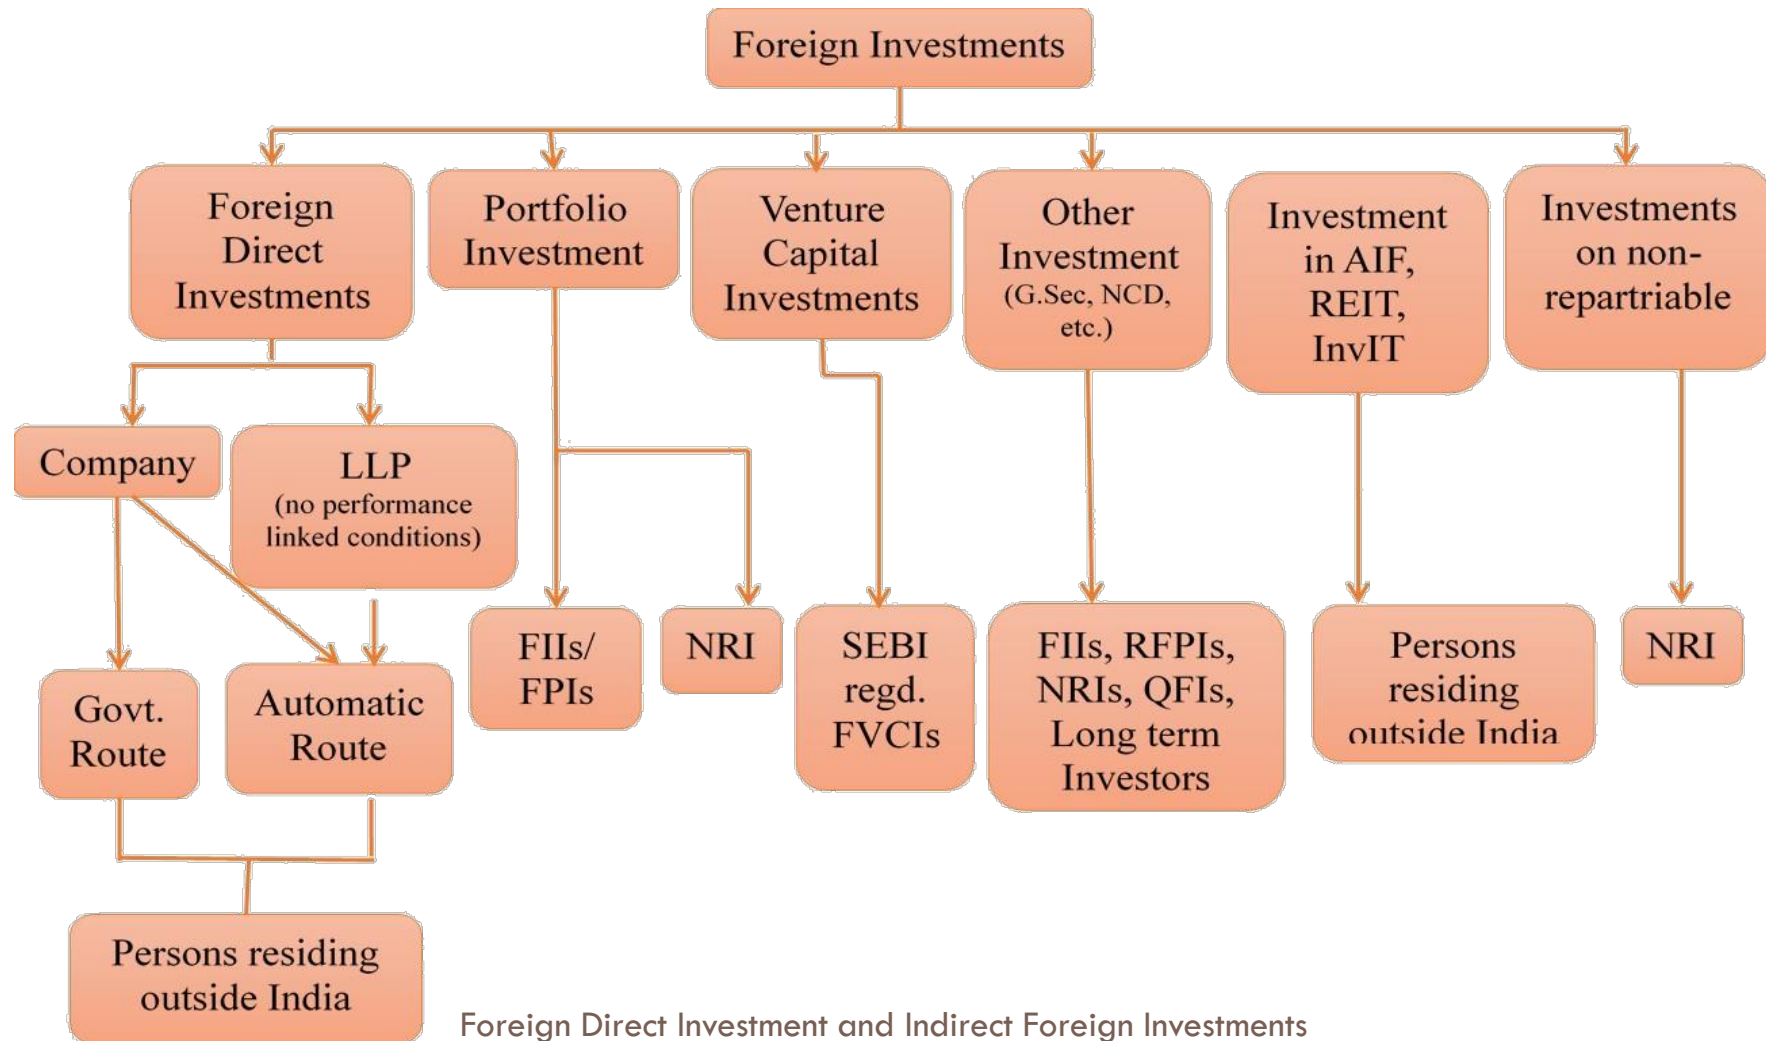 Foreign Investments
Foreign
Direct
Investments
Portfolio
Investment
Venture
Capital
Investments
Other
Investment
(G.Sec, NCD,
etc.)
Investment
in AIF,
REIT,
InvIT
Investments
on non-
repartriable
Company
LLP
(no performance
linked conditions)
Govt.
Route
Automatic
Route
FIIs/
FPIs
NRI
SEBI
regd.
FVCIs
FIIs, RFPIs,
NRIs, QFIs,
Long term
Investors
Persons
residing
outside India
NRI
Persons residing
outside India
Foreign Direct Investment and Indirect Foreign Investments